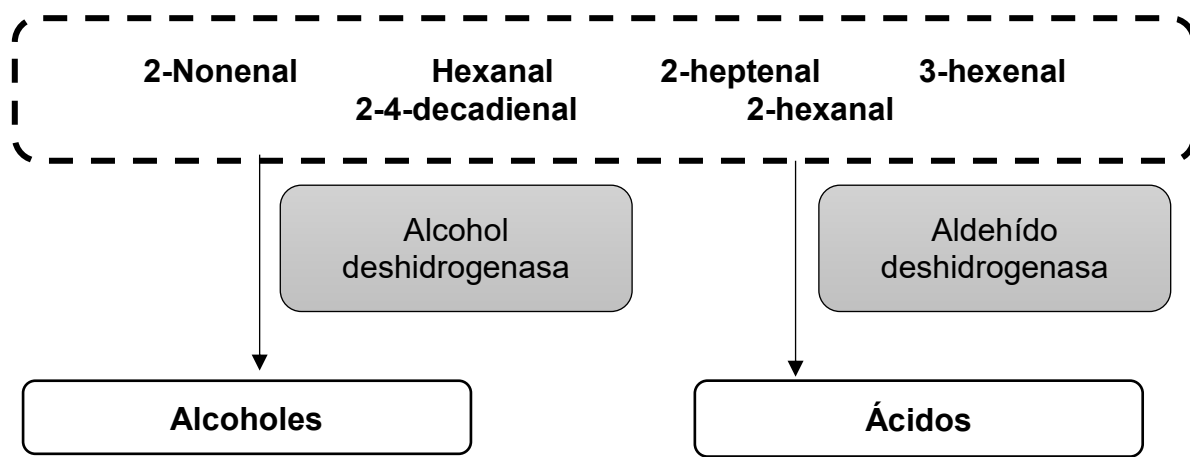 2-Nonenal Hexanal 2-heptenal 3-hexenal
2-4-decadienal 2-hexanal
Alcohol
deshidrogenasa
Aldehído
deshidrogenasa
Alcoholes
Ácidos